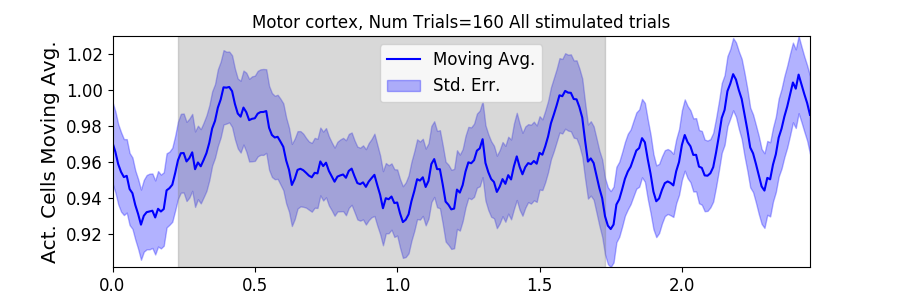 Motor cortex, Num Trials=160 All stimulated trials
Act. Cells Moving Avg.
1.02
1.00
0.98
0.96
0.94
0.92
Moving Avg.
Std. Err.
0.0 0.5 1.0 1.5 2.0